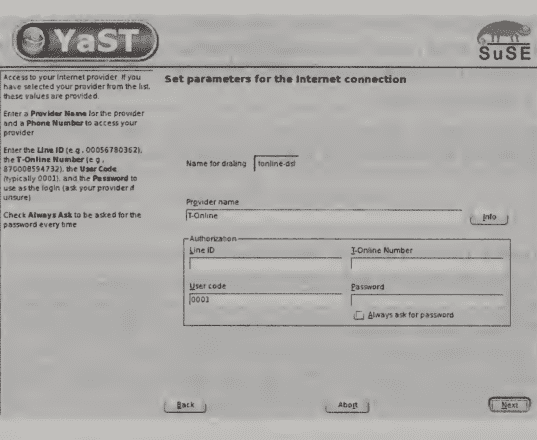 YaST
SuSE
Access to your Internet provider If you
have selected your provider from the list,
these values are provided.
Enter a Provider Name for the provider
and a Phone Number to access your
provider
Enter the Line ID (e.g., 00056780362),
the T-Online Number (e g ,
870008594732), the User Code
(typically 0001), and the Password to
use as the login (ask your provider if
unsure)
Check Always Ask to be asked for the
password every time
Set parameters for the Internet connection
Name for dialing tonline-dsl
Provider name
T-Online
Info
Authorization
Line ID T-Online Number
User code Password
0001
Always ask for password
Back Abort Next